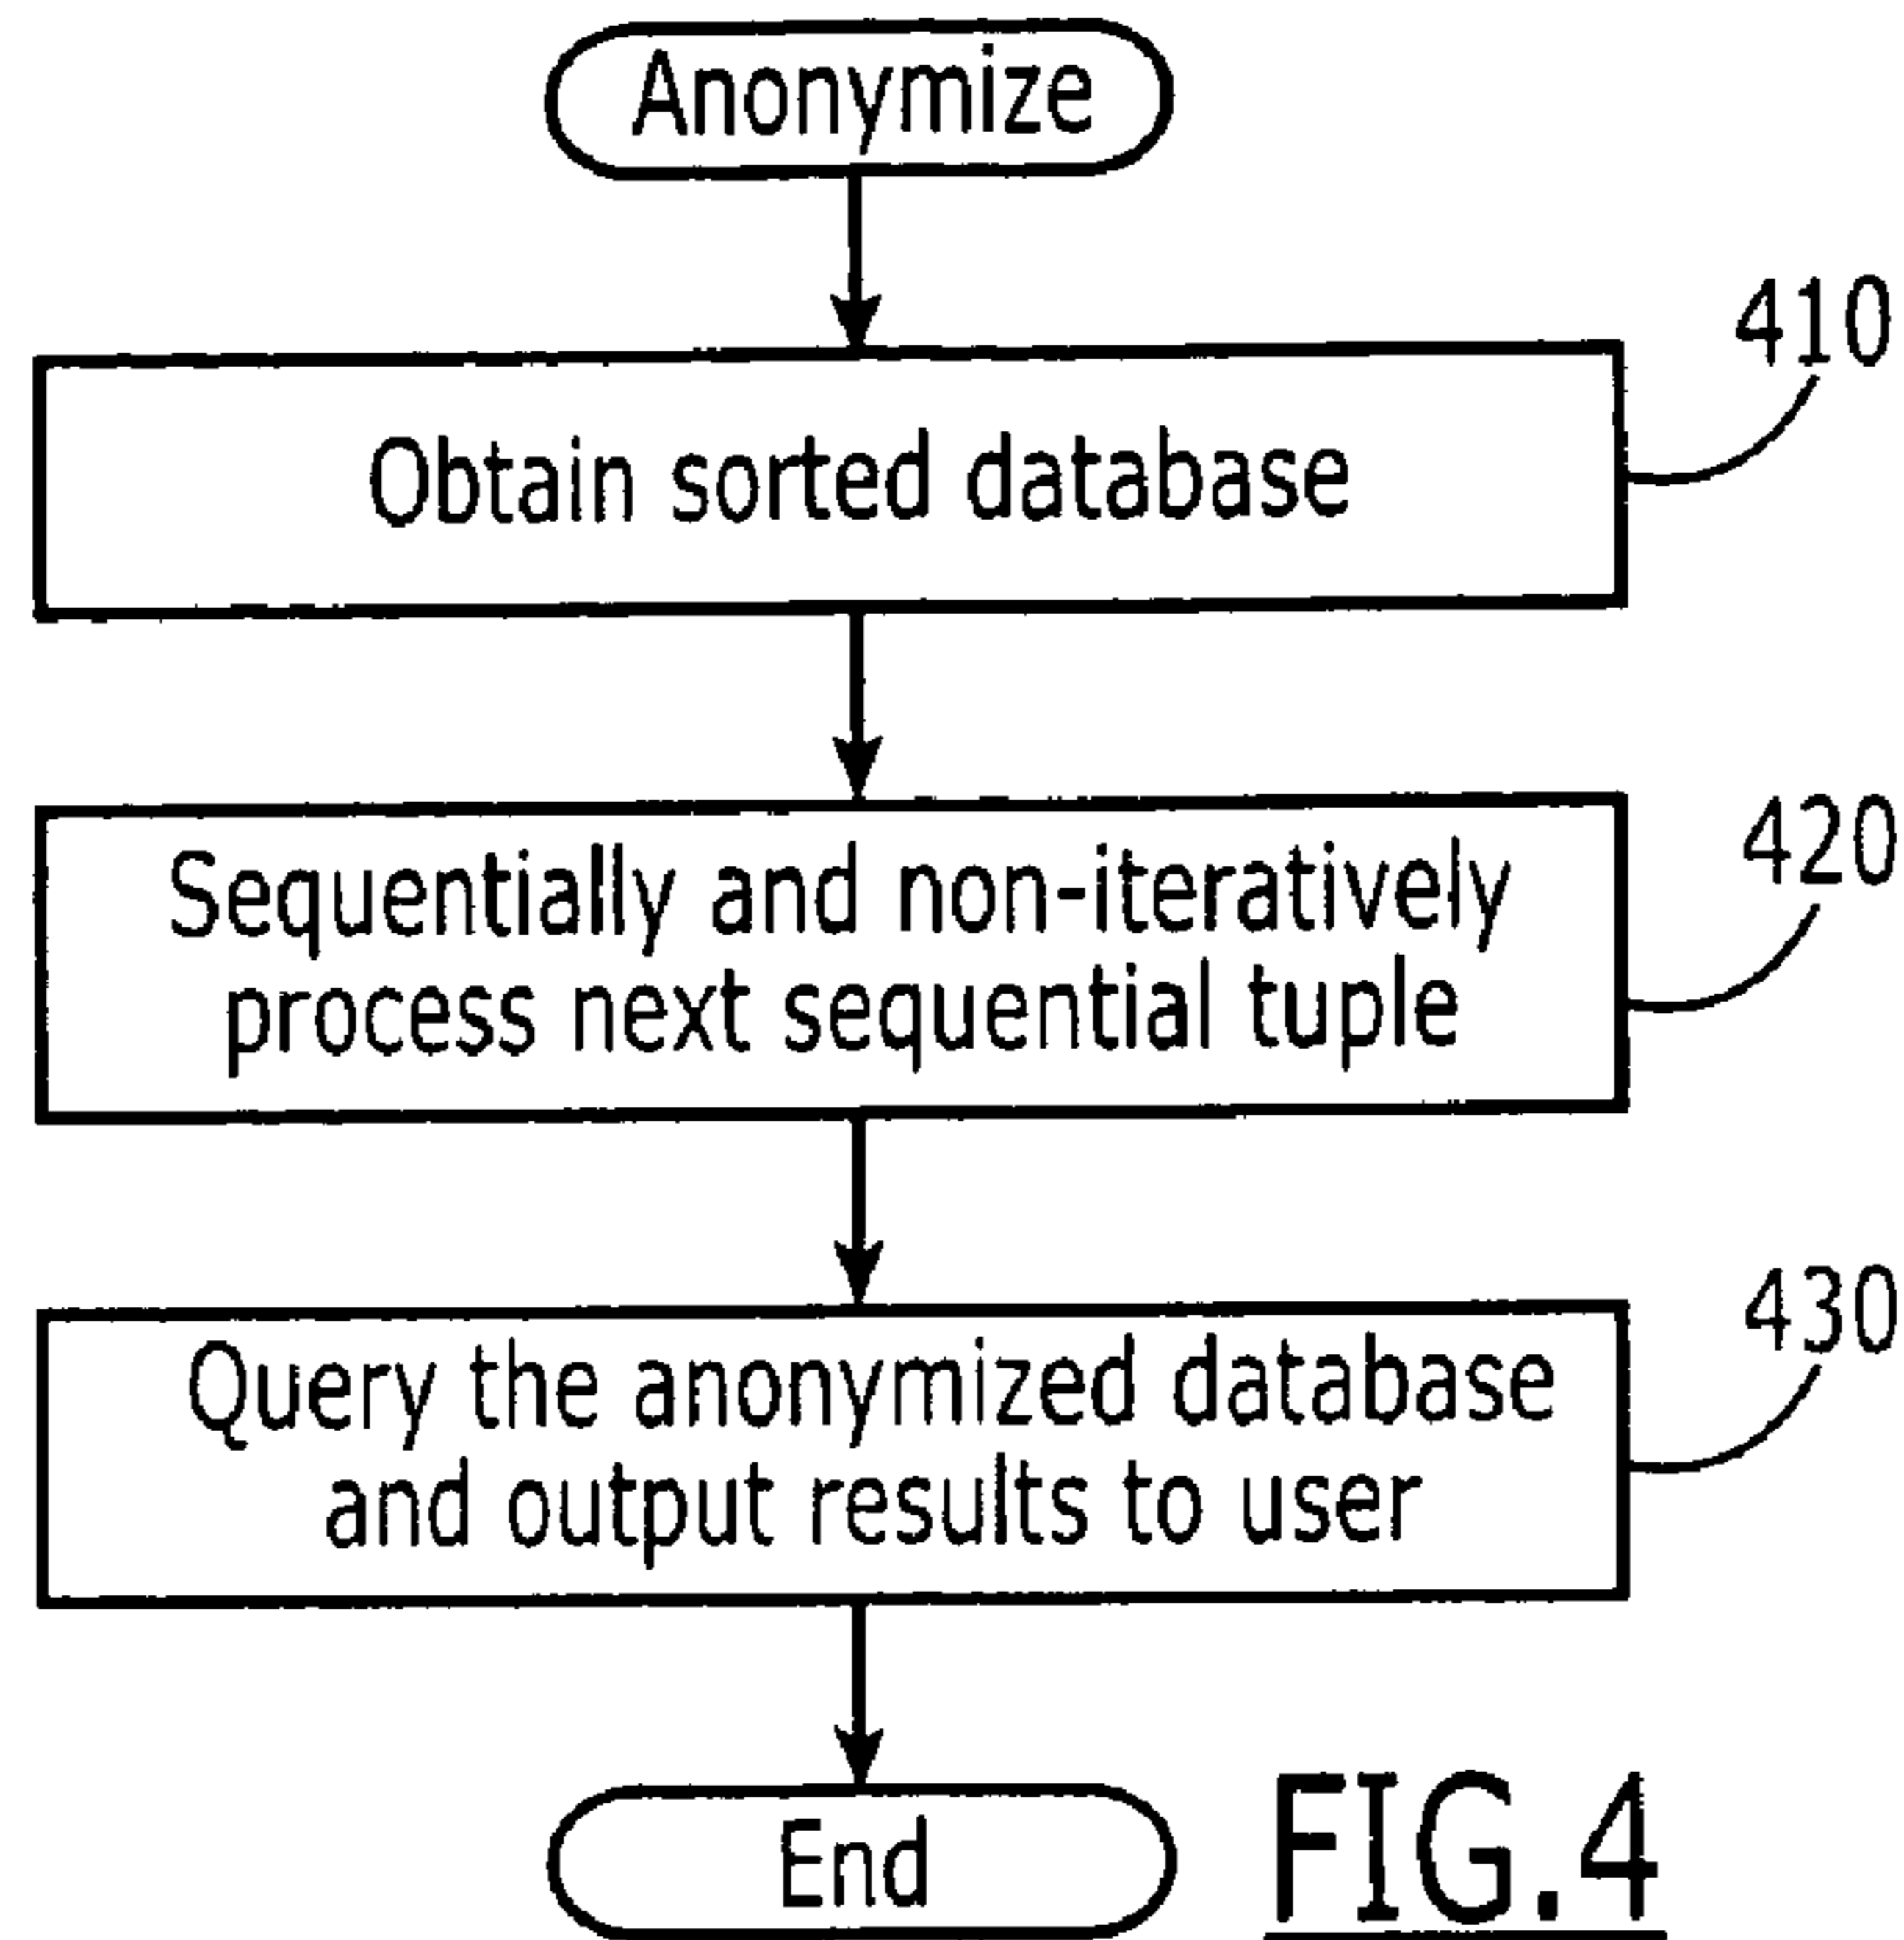 Anonymize
410
Obtain sorted database
420
Sequentially and non-iteratively
process next sequential tuple
430
Query the anonymized database
and output results to user
End
FIG.4